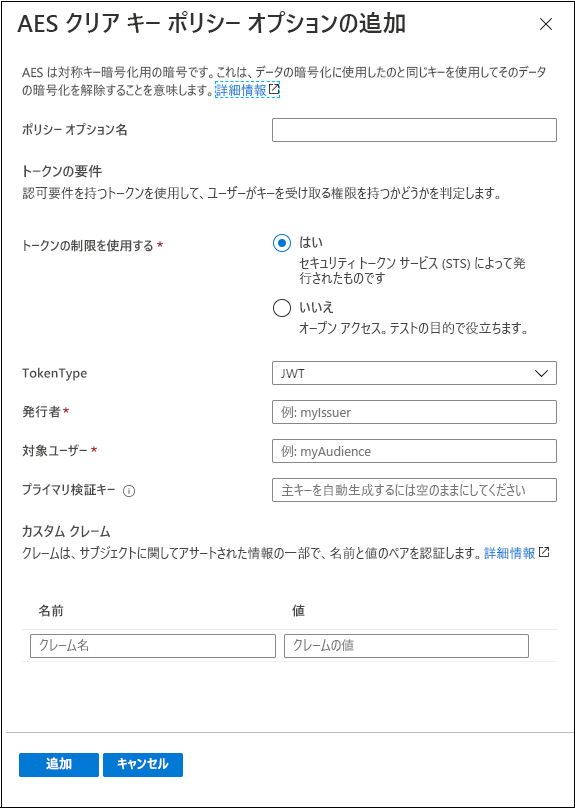 AES クリア キー ポリシー オプションの追加
AES は対称キー暗号化用の暗号です。これは、データの暗号化に使用したのと同じキーを使用してそのデータ
の暗号化を解除することを意味します。詳細情報
ポリシー オプション名
トークンの要件
認可要件を持つトークンを使用して、ユーザーがキーを受け取る権限を持つかどうかを判定します。
トークンの制限を使用する *
はい
セキュリティ トークン サービス (STS) によって発
行されたものです
いいえ
オープン アクセス。テストの目的で役立ちます。
TokenType
JWT
発行者 *
例: myIssuer
対象ユーザー *
例: myAudience
プライマリ検証キー
主キーを自動生成するには空のままにしてください
カスタム クレーム
クレームは、サブジェクトに関してアサートされた情報の一部で、名前と値のペアを認証します。詳細情報
名前
値
クレーム名
クレームの値
追加
キャンセル